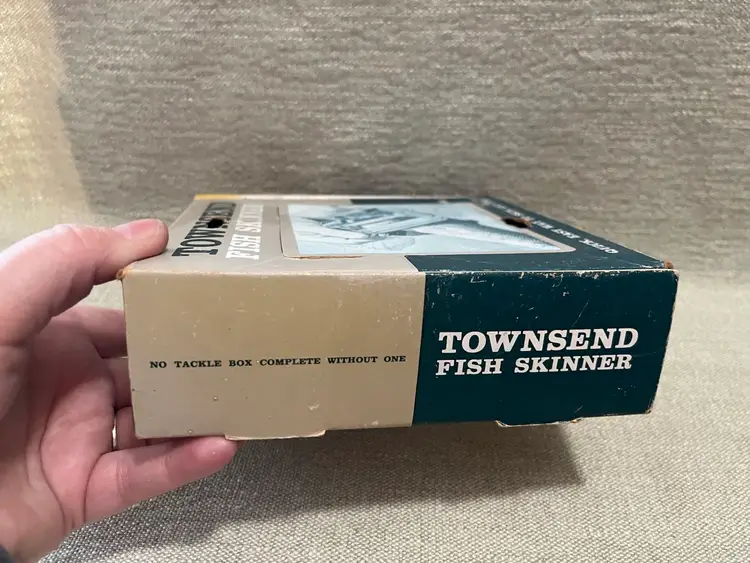 TOWNSEND
FISH SKINNER
NO TACKLE BOX COMPLETE WITHOUT ONE
TOWNSEND
FISH SKINNER